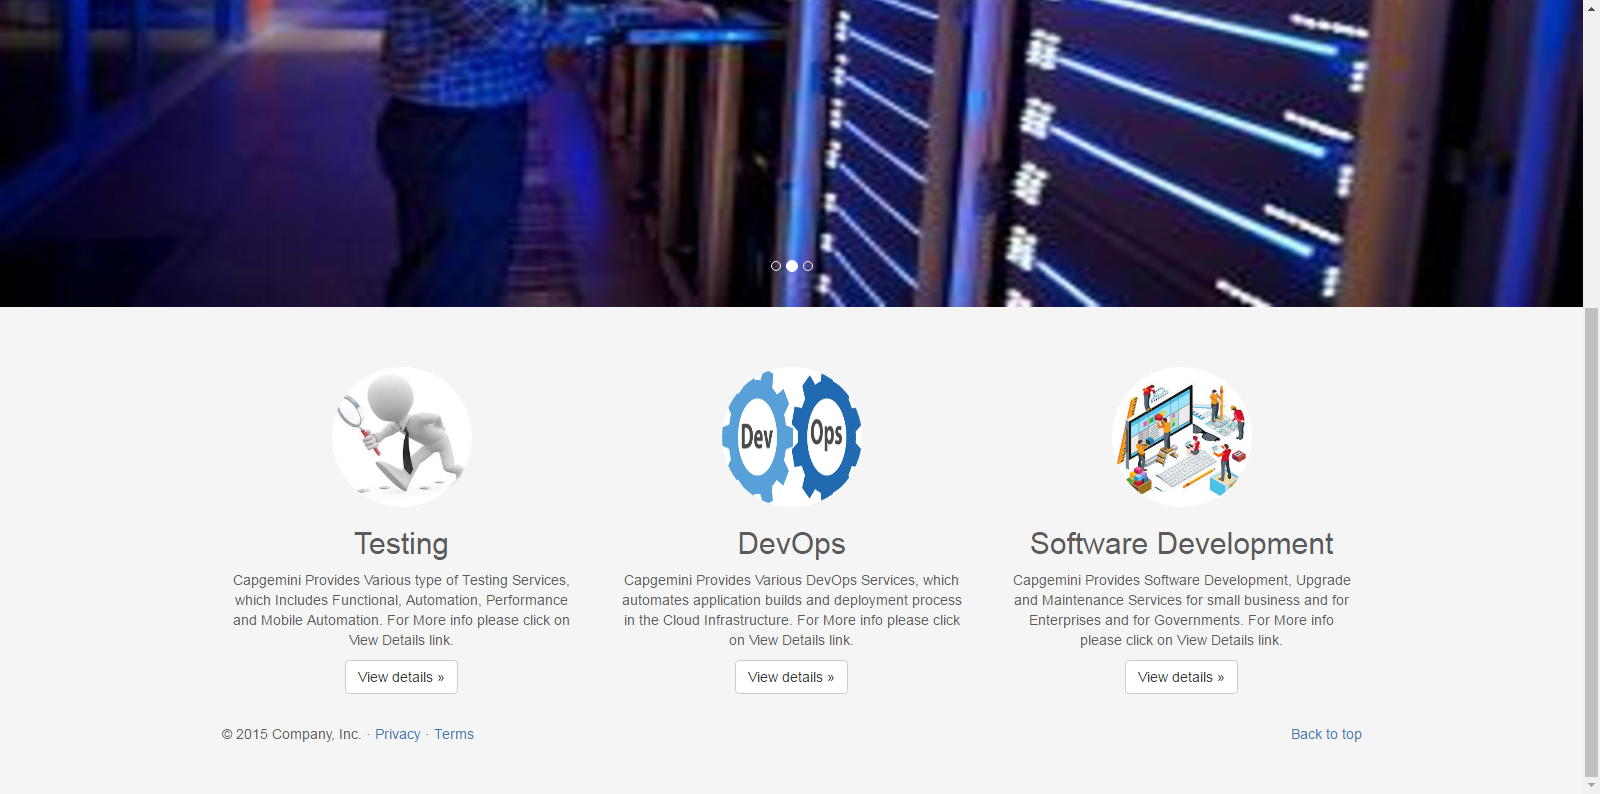 Dev
Ops
Testing
Capgemini Provides Various type of Testing Services,
which Includes Functional, Automation, Performance
and Mobile Automation. For More info please click on
View Details link.
View details »
DevOps
Capgemini Provides Various DevOps Services, which
automates application builds and deployment process
in the Cloud Infrastructure. For More info please click
on View Details link.
View details »
Software Development
Capgemini Provides Software Development, Upgrade
and Maintenance Services for small business and for
Enterprises and for Governments. For More info
please click on View Details link.
View details »
© 2015 Company, Inc. · Privacy · Terms
Back to top